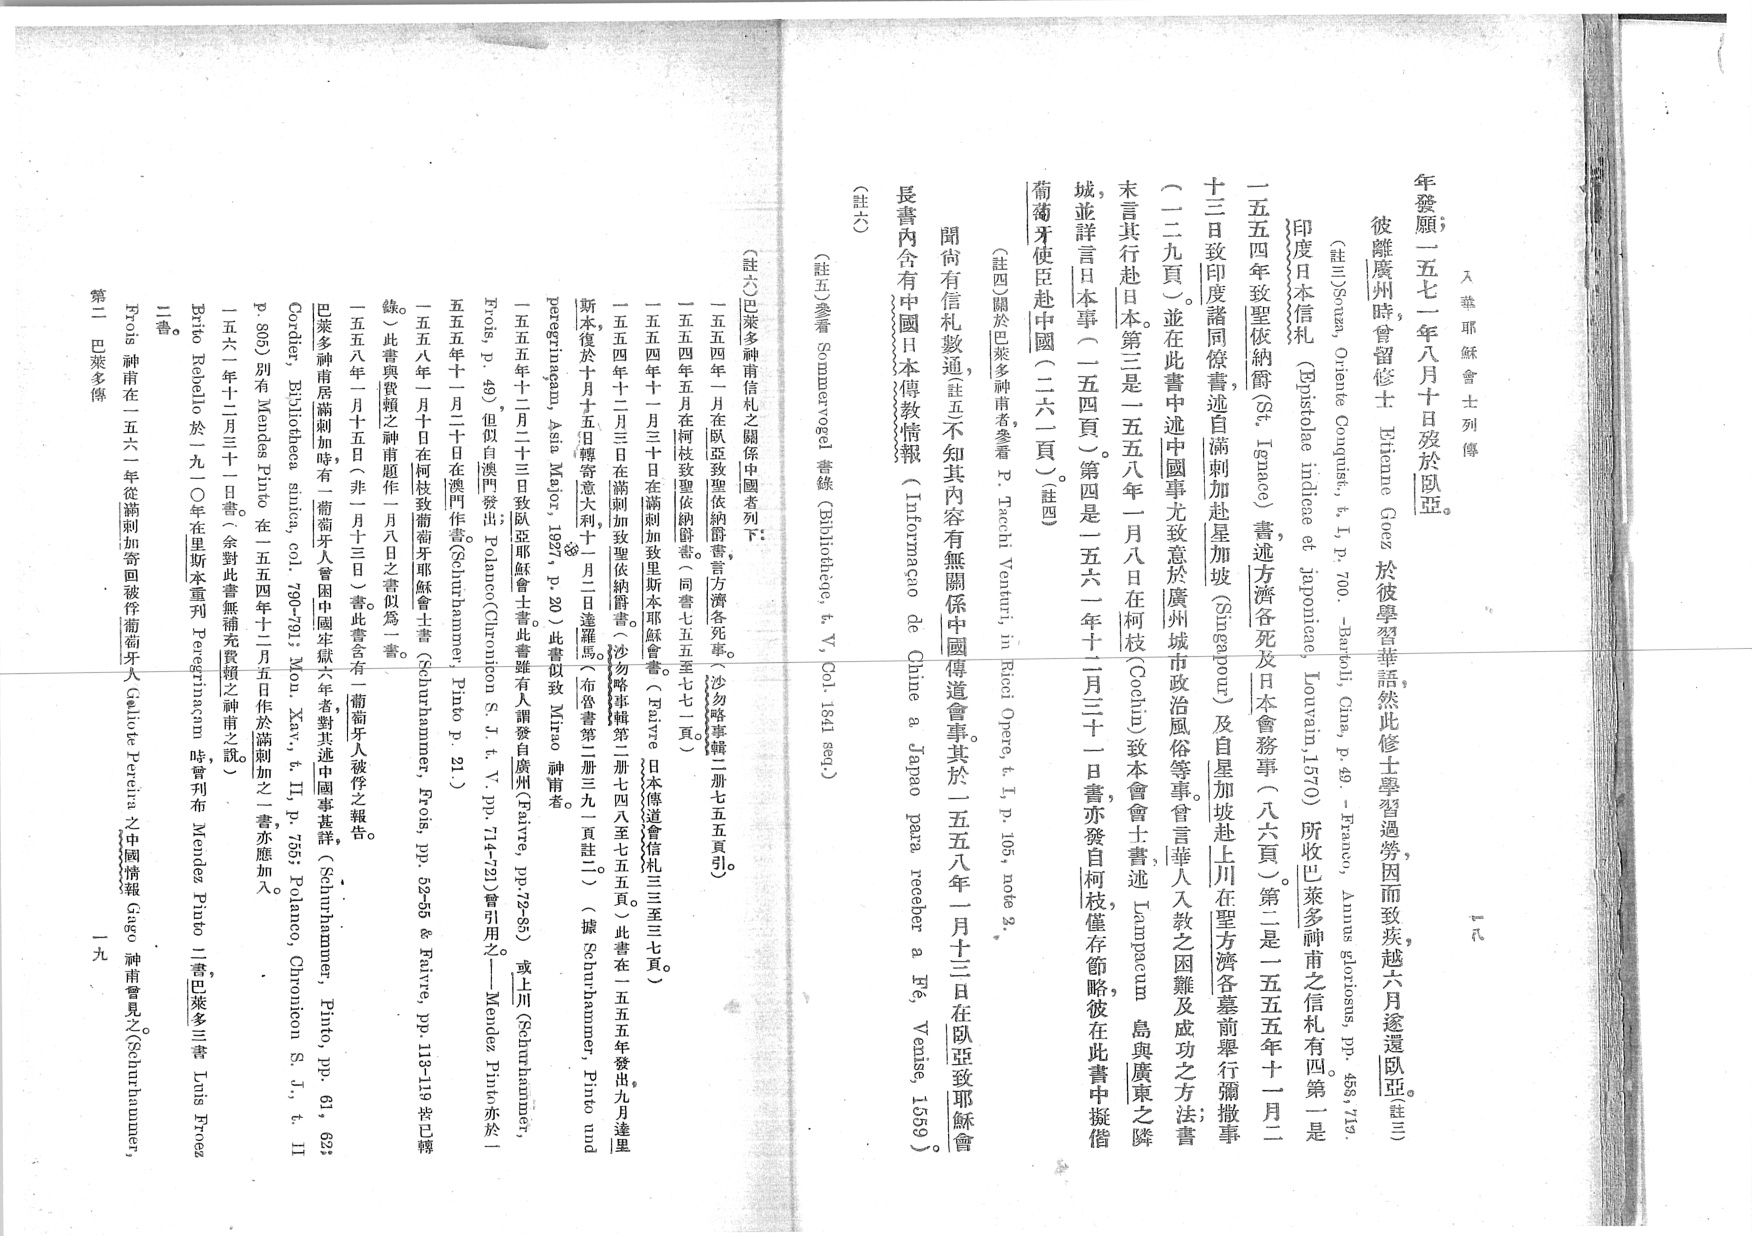 入華耶穌會士列傳
一八
年發願；一五七一年八月十日歿於臥亞。
彼離廣州時，曾留修士 Etienne Goez 於彼學習華語，然此修士學習過勞，因而致疾，越六月遂還臥亞。（註三）
（註三）Souza, Oriente Conquist., t. I, p. 700. －Bartoli, Cina, p. 49. －Franco, Annus gloriosus, pp. 458, 719.
印度日本信札（Epistolae indicae et japonicae, Louvain, 1570）所收巴萊多神甫之信札有四。第一是
一五五四年致聖依納爵（St. Ignace）書，述方濟各死及日本會務事（八六頁）。第二是一五五五年十一月二
十三日致印度諸同僚書，述自滿剌加赴星加坡（Singapour）及自星加坡赴上川在聖方濟各墓前舉行彌撒事
（一二九頁）。並在此書中述中國事尤致意於廣州城市政治風俗等事。曾言華人入教之困難及成功之方法；書
末言其行赴日本。第三是一五五八年一月八日在柯枝（Cochin）致本會會士書，述 Lampacum 島與廣東之隣
城，並詳言日本事（一五四頁）。第四是一五六一年十二月三十一日書，亦發自柯枝，僅存節略，彼在此書中擬偕
葡萄牙使臣赴中國（二六一頁）。（註四）
（註四）關於巴萊多神甫者，參看 P. Tacchi Venturi, in Ricci Opere, t. I, p. 105, note 2.
聞尚有信札數通，（註五）不知其內容有無關係中國傳道會事。其於一五五八年一月十三日在臥亞致耶穌會
長書內含有中國日本傳教情報（Informaçao de Chine a Japao para receber a Fé, Venise, 1559）。
（註六）
（註五）參看 Sommervogel 書錄（Bibliothèque, t. V, Col. 1841 seq.）
（註六）巴萊多神甫信札之關係中國者列下：
一五五四年一月在臥亞致聖依納爵書，言方濟各死事。（沙勿略事輯二册七五五頁引。）
一五五四年五月在柯枝致聖依納爵書。（同書七五五至七七一頁。）
一五五四年十一月三十日在滿剌加致里斯本耶穌會書。（Faivre 日本傳道會信札三三至三七頁。）
一五五四年十二月三日在滿剌加致聖依納爵書。（沙勿略事輯第二册七四八至七五五頁。）此書在一五五五年發出，九月達里
斯本，復於十月十五日轉寄意大利，十一月二日達羅馬。（布魯書第二册三九一頁註二。）（據 Schurhammer, Pinto und
peregrinaçam, Asia Major, 1927, p. 20）此書似致 Mirao 神甫者。
一五五五年十二月二十三日致臥亞耶穌會士書。此書雖有人謂發自廣州（Faivre, pp. 72-85）或上川（Schurhammer,
Frois, p. 49），但似自澳門發出；Polanco（Chronicon S. J. t. V. pp. 714-721）曾引用之。——Mendez Pinto 亦於一
五五五年十一月二十日在澳門作書。（Schurhammer, Pinto p. 21.）
一五五八年一月十日在柯枝致葡萄牙耶穌會士書（Schurhammer, Frois, pp. 52-55 & Faivre, pp. 113-119 皆已轉
錄。）此書與費賴之神甫題作一月八日之書似為一書。
一五五八年一月十五日（非一月十三日）書。此書含有一葡萄牙人被俘之報告。
巴萊多神甫居滿剌加時，有一葡萄牙人曾困中國牢獄六年者，對其述中國事甚詳，（Schurhammer, Pinto, pp. 61, 62;
Cordier, Bibliotheca sinica, col. 790-791; Mon. Xav., t. II, p. 755; Polanco, Chronicon S. J., t. II
p. 805）別有 Mendes Pinto 在一五五四年十二月五日作於滿剌加之一書，亦應加入。
一五六一年十二月三十一日書。（余對此書無補充費賴之神甫之說。）
Brito Rebello 於一九一〇年在里斯本重刊 Peregrinaçam 時，曾刊布 Mendez Pinto 二書，巴萊多三書 Luis Froez
二書。
Frois 神甫在一五六一年從滿剌加寄回被俘葡萄牙人 Galiote Pereira 之中國情報 Gago 神甫曾見之。（Schurhammer,
第二　巴萊多傳
一九